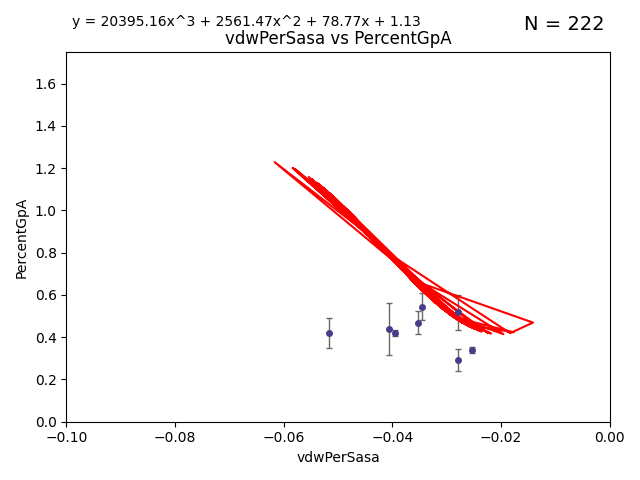 y = 20395.16x^3 + 2561.47x^2 + 78.77x + 1.13
N = 222
vdwPerSasa vs PercentGpA
PercentGpA
1.6
1.4
1.2
1.0
0.8
0.6
0.4
0.2
0.0
−0.10 −0.08 −0.06 −0.04 −0.02 0.00
vdwPerSasa